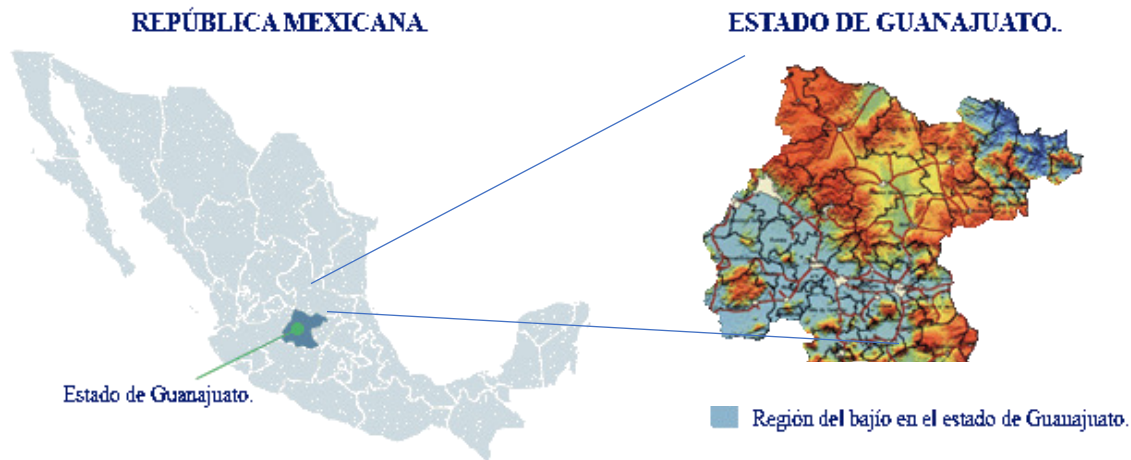 REPÚBLICA MEXICANA
ESTADO DE GUANAJUATO..
Estado de Guanajuato.
Región del bajío en el estado de Guanajuato.